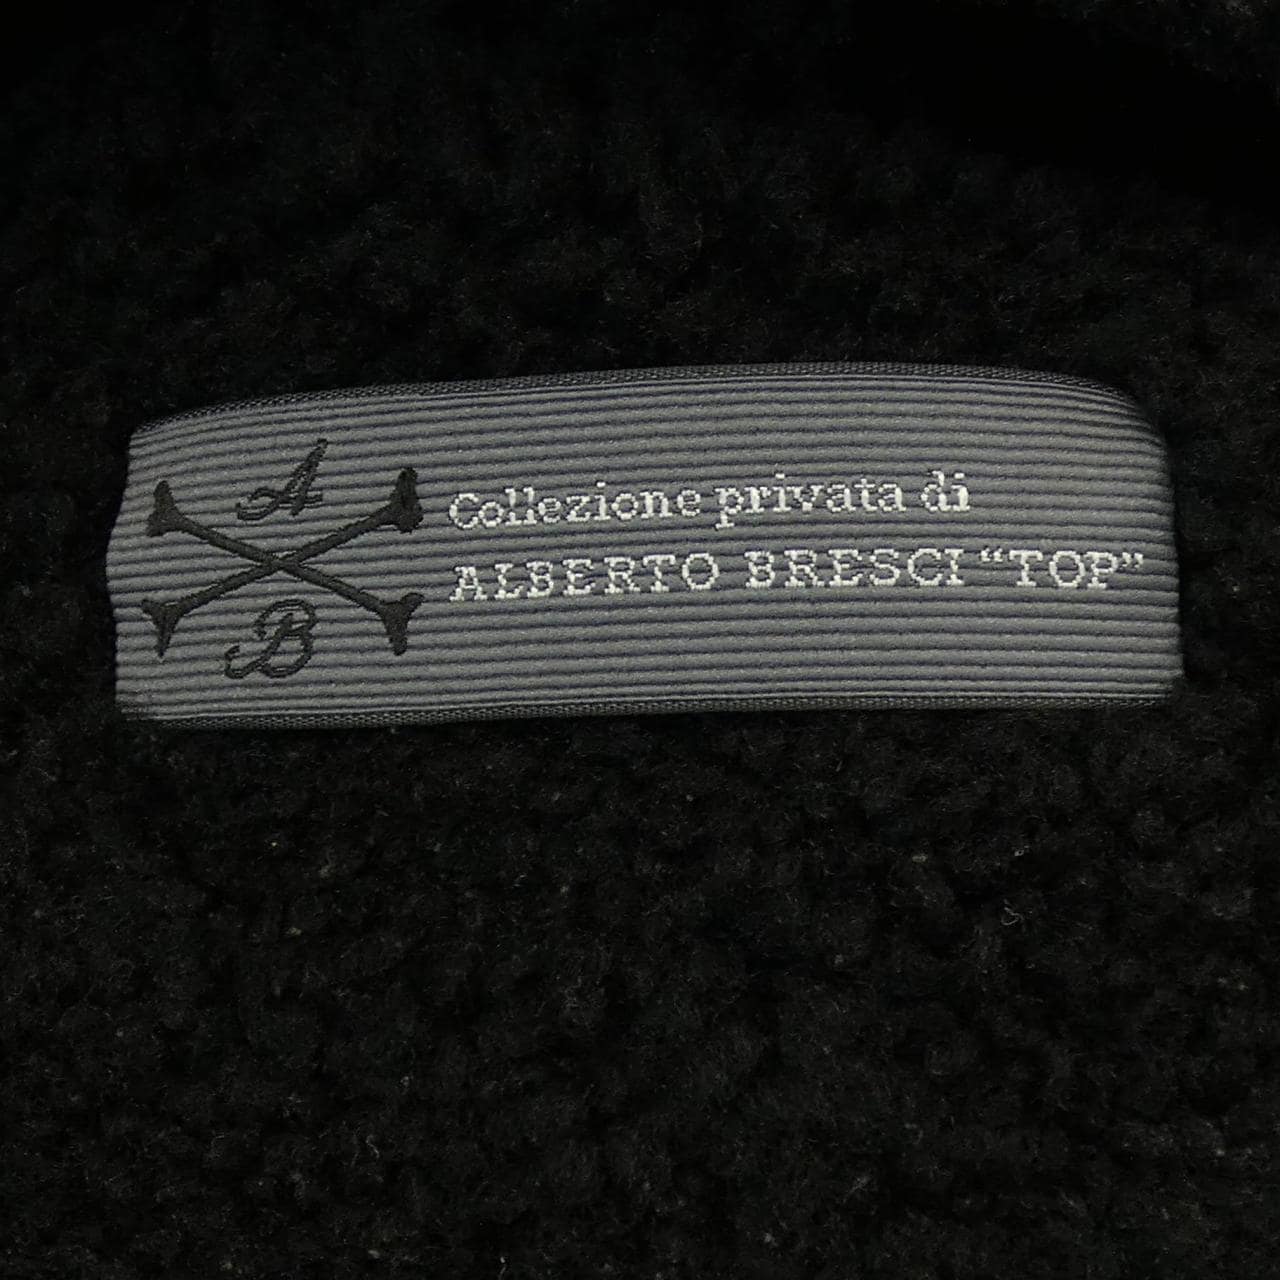 A
B
Collezione privata di
ALBERTO BRESCI “TOP”